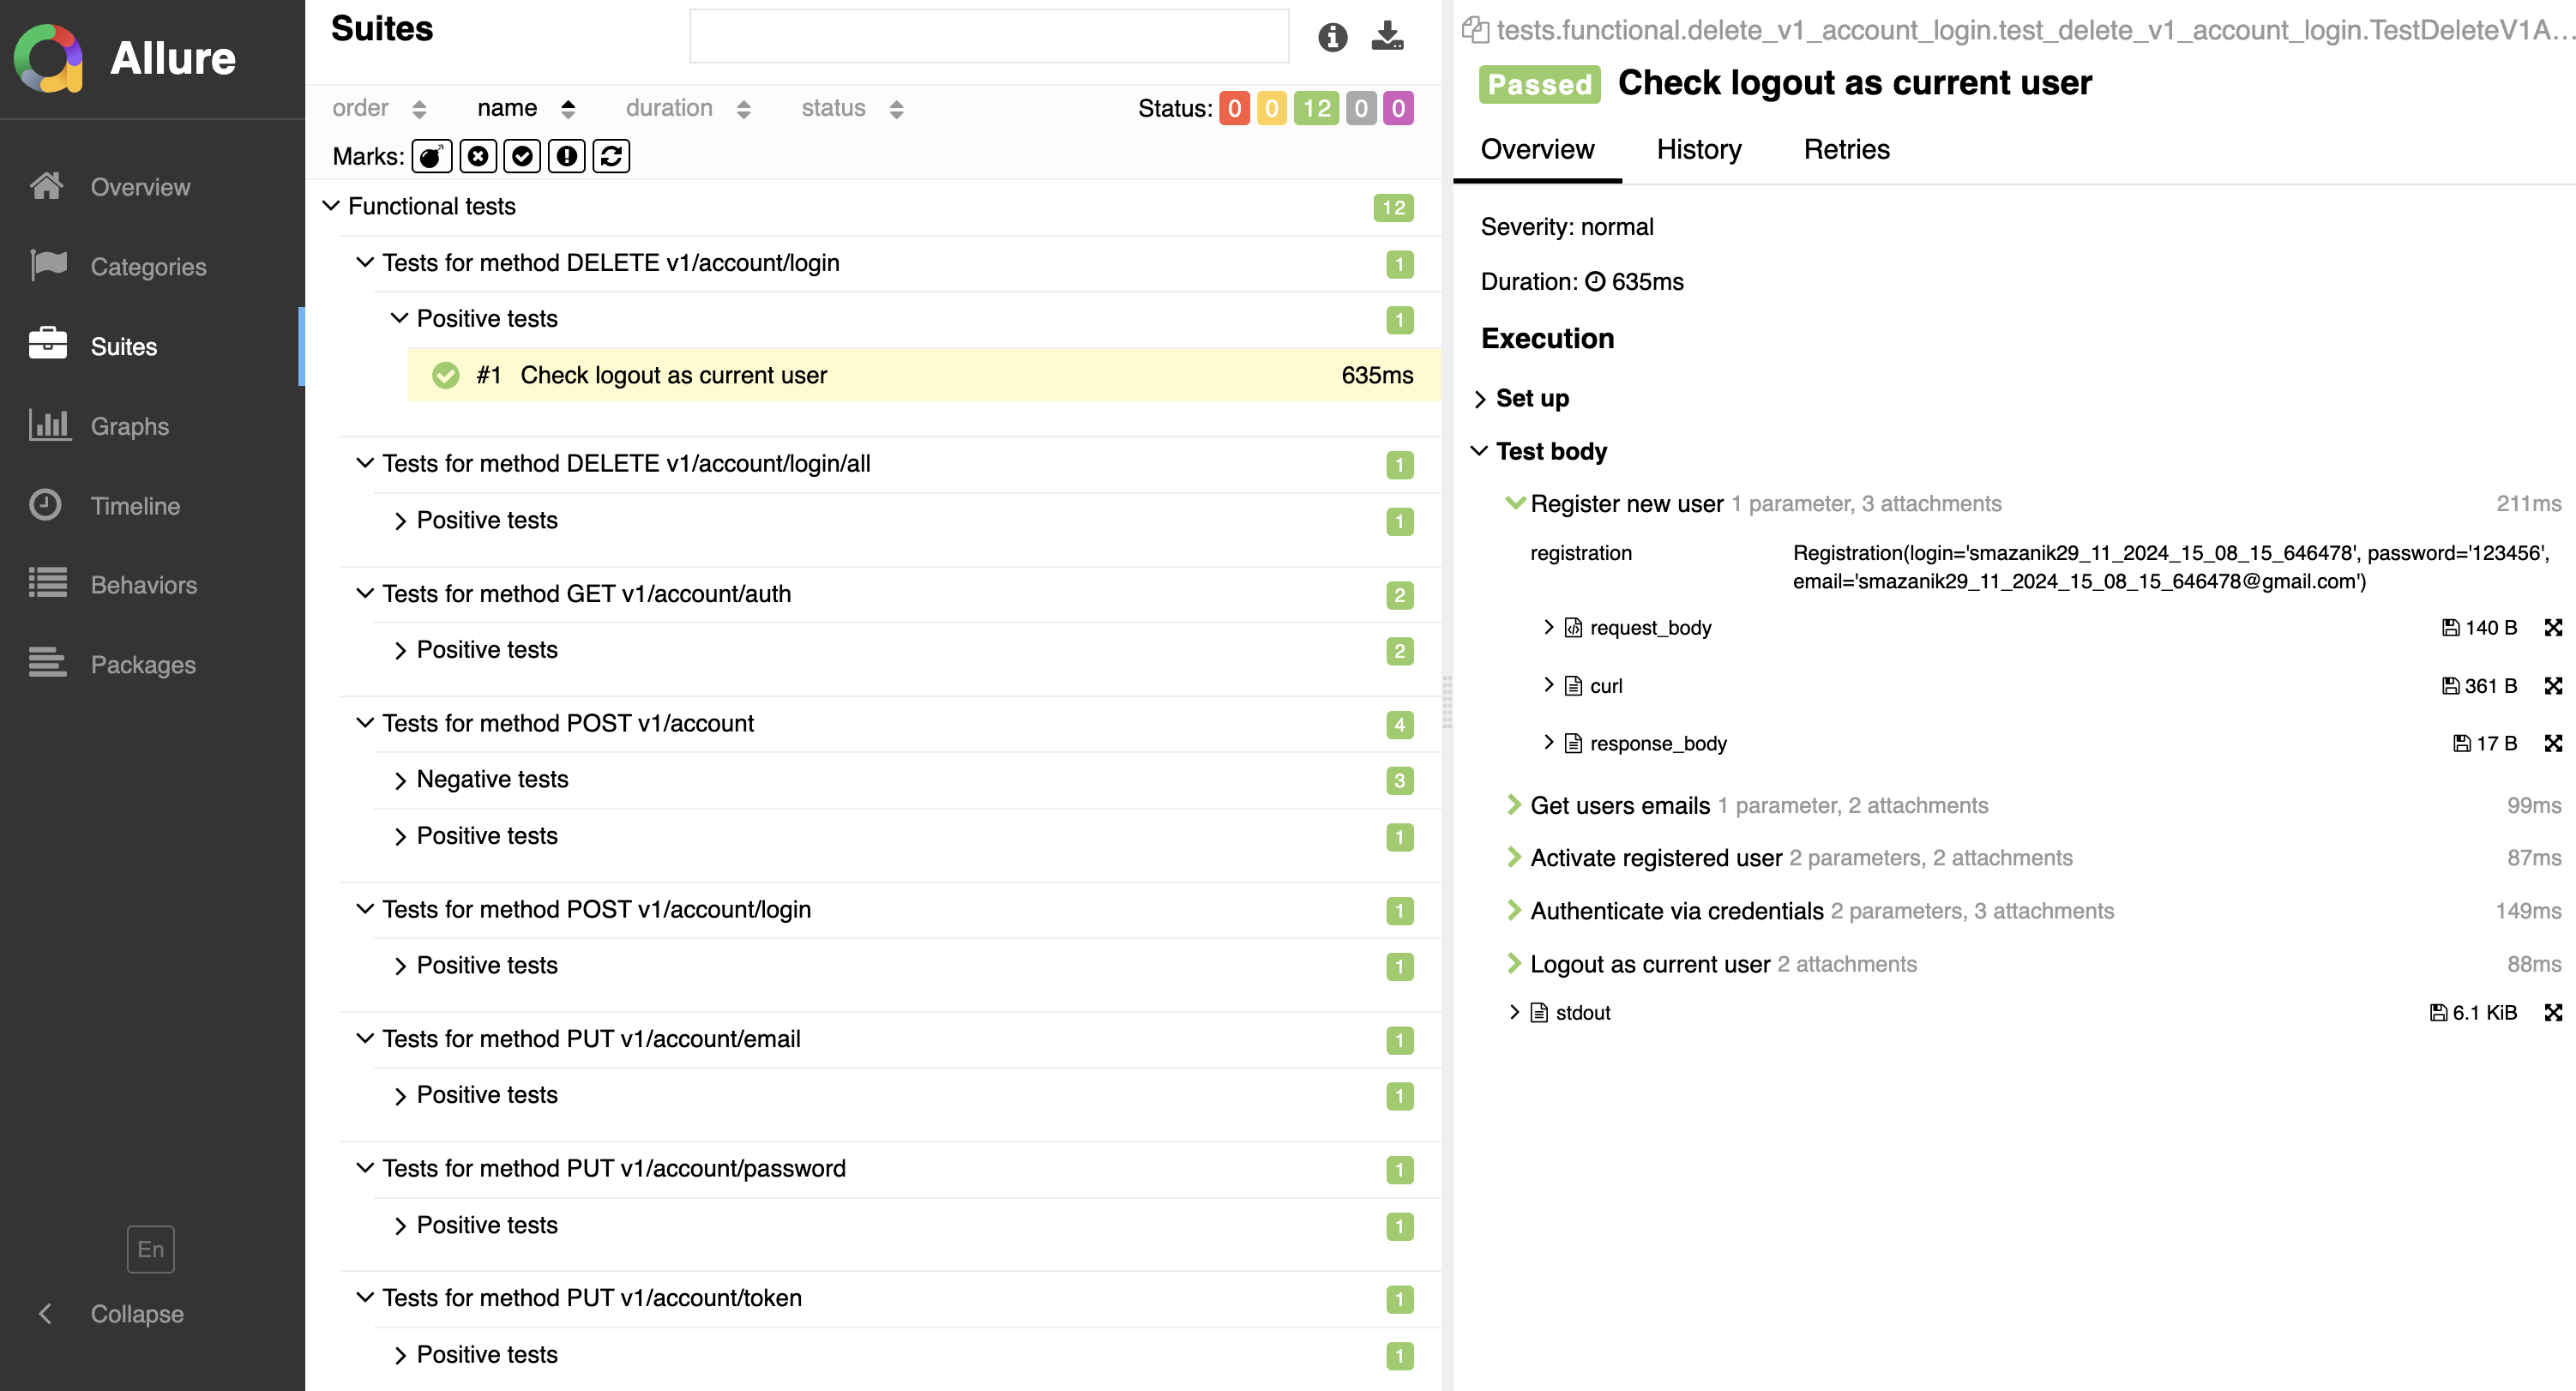 Allure
Overview
Categories
Suites
Graphs
Timeline
Behaviors
Packages
En
Collapse
Suites
order name duration status Status: 0 0 12 0 0
Marks:
Functional tests 12
Tests for method DELETE v1/account/login 1
Positive tests 1
#1 Check logout as current user 635ms
Tests for method DELETE v1/account/login/all 1
Positive tests 1
Tests for method GET v1/account/auth 2
Positive tests 2
Tests for method POST v1/account 4
Negative tests 3
Positive tests 1
Tests for method POST v1/account/login 1
Positive tests 1
Tests for method PUT v1/account/email 1
Positive tests 1
Tests for method PUT v1/account/password 1
Positive tests 1
Tests for method PUT v1/account/token 1
Positive tests 1
tests.functional.delete_v1_account_login.test_delete_v1_account_login.TestDeleteV1A...
Passed Check logout as current user
Overview History Retries
Severity: normal
Duration: 635ms
Execution
Set up
Test body
Register new user 1 parameter, 3 attachments 211ms
registration Registration(login='smazanik29_11_2024_15_08_15_646478', password='123456',
email='smazanik29_11_2024_15_08_15_646478@gmail.com')
request_body 140 B
curl 361 B
response_body 17 B
Get users emails 1 parameter, 2 attachments 99ms
Activate registered user 2 parameters, 2 attachments 87ms
Authenticate via credentials 2 parameters, 3 attachments 149ms
Logout as current user 2 attachments 88ms
stdout 6.1 KiB